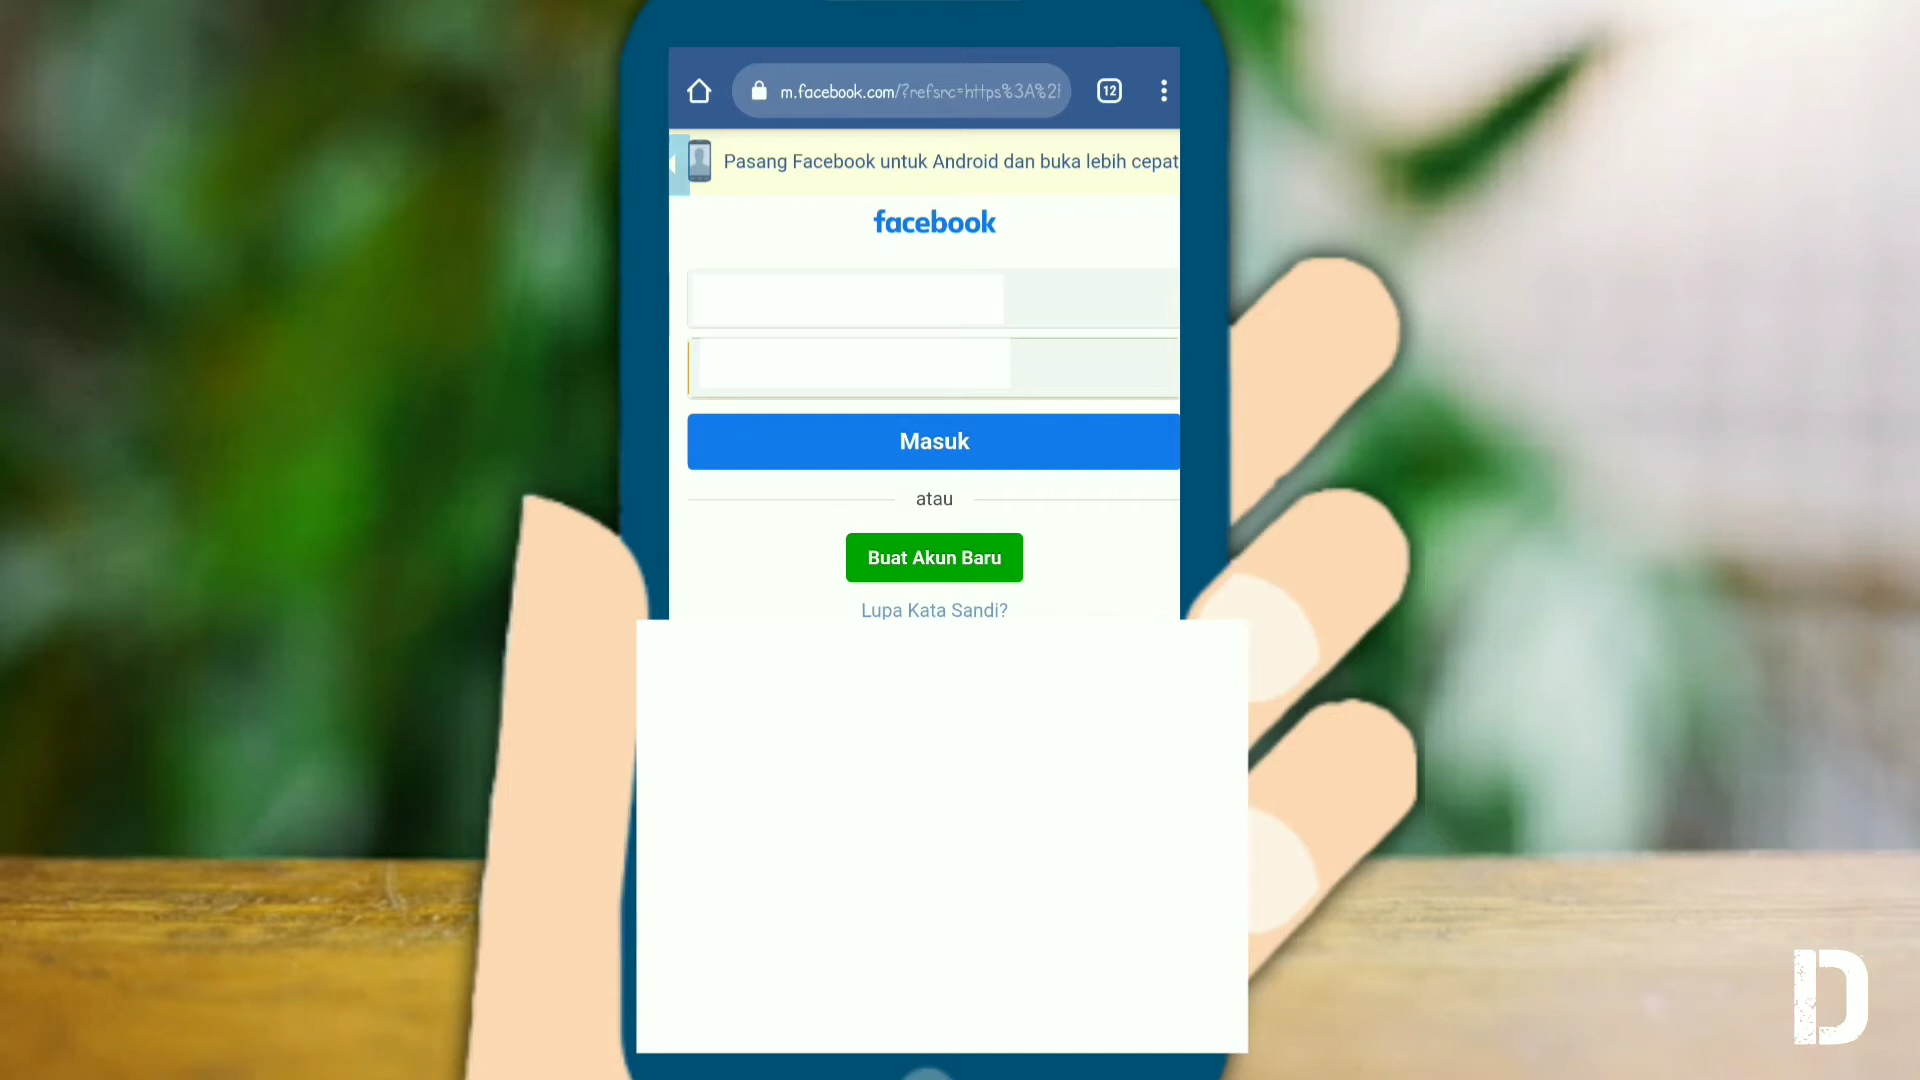 m.facebook.com/?refsrc=https%3A%2
12
Pasang Facebook untuk Android dan buka lebih cepat
facebook
Masuk
atau
Buat Akun Baru
Lupa Kata Sandi?
D